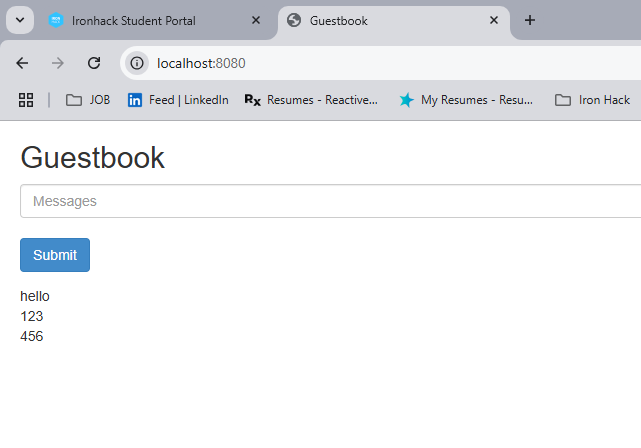 Ironhack Student Portal
Guestbook
localhost:8080
JOB
Feed | LinkedIn
Rx
Resumes - Reactive...
My Resumes - Resu...
Iron Hack
Guestbook
Messages
Submit
hello
123
456